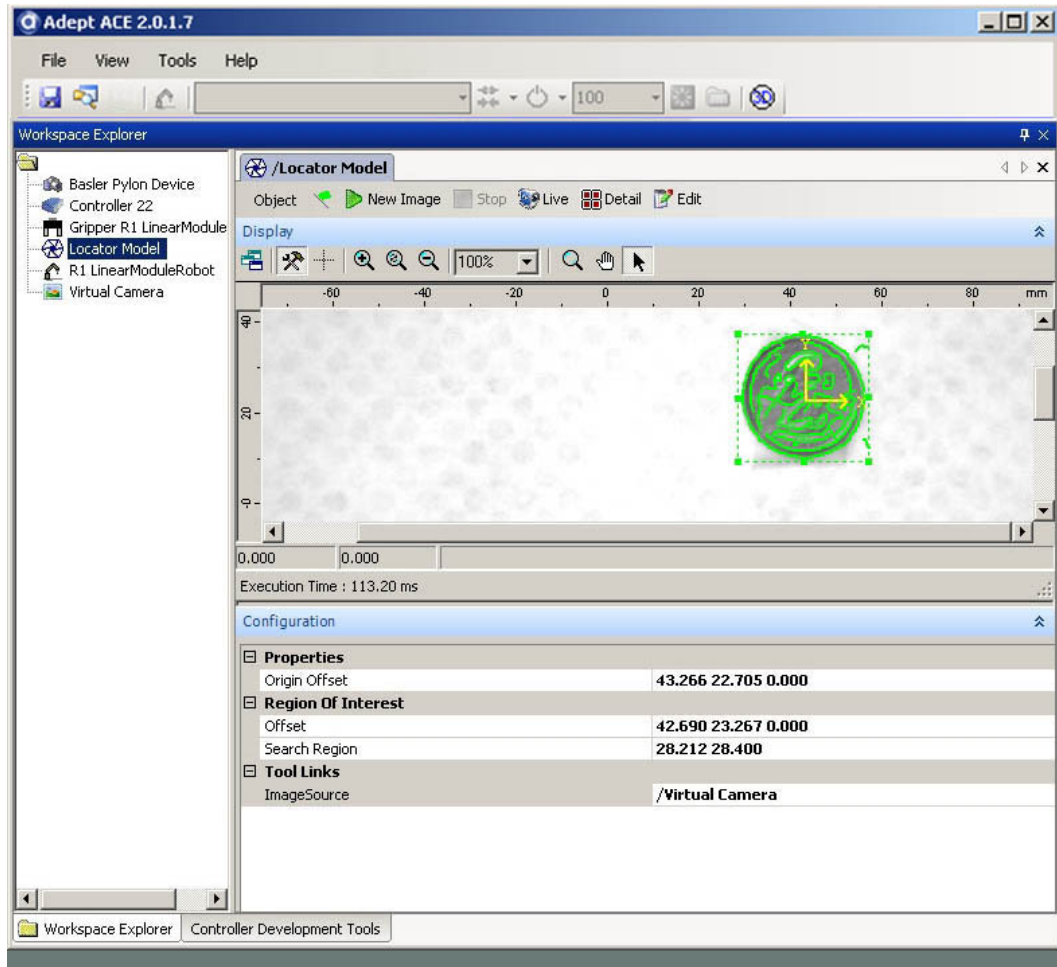 Adept ACE 2.0.1.7
File View Tools Help
100 3D
Workspace Explorer
/Locator Model
Basler Pylon Device
Controller 22
Gripper R1 LinearModule
Locator Model
R1 LinearModuleRobot
Virtual Camera
Object New Image Stop Live Detail Edit
Display
100%
-60 -40 -20 0 20 40 60 80 mm
40
20
Y
X
0.000 0.000
Execution Time : 113.20 ms
Configuration
Properties
Origin Offset 43.266 22.705 0.000
Region Of Interest
Offset 42.690 23.267 0.000
Search Region 28.212 28.400
Tool Links
ImageSource /Virtual Camera
Workspace Explorer Controller Development Tools